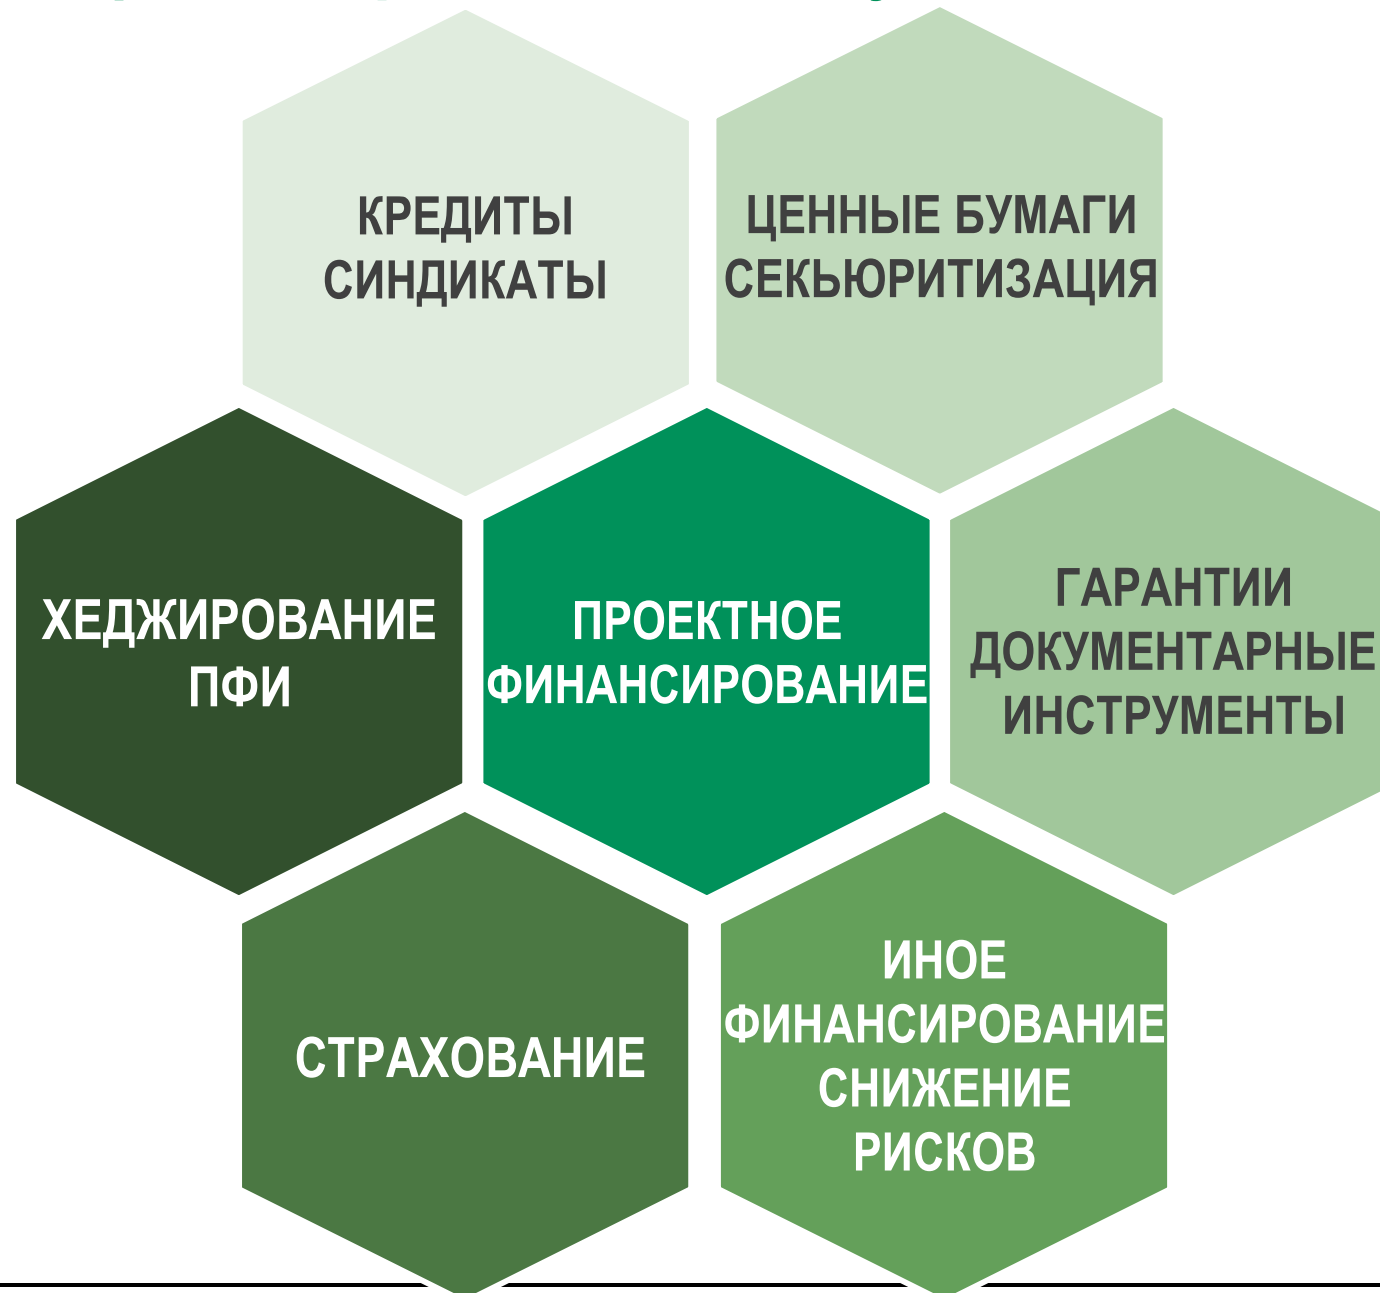 КРЕДИТЫ
СИНДИКАТЫ
ЦЕННЫЕ БУМАГИ
СЕКЬЮРИТИЗАЦИЯ
ХЕДЖИРОВАНИЕ
ПФИ
ПРОЕКТНОЕ
ФИНАНСИРОВАНИЕ
ГАРАНТИИ
ДОКУМЕНТАРНЫЕ
ИНСТРУМЕНТЫ
СТРАХОВАНИЕ
ИНОЕ
ФИНАНСИРОВАНИЕ
СНИЖЕНИЕ
РИСКОВ